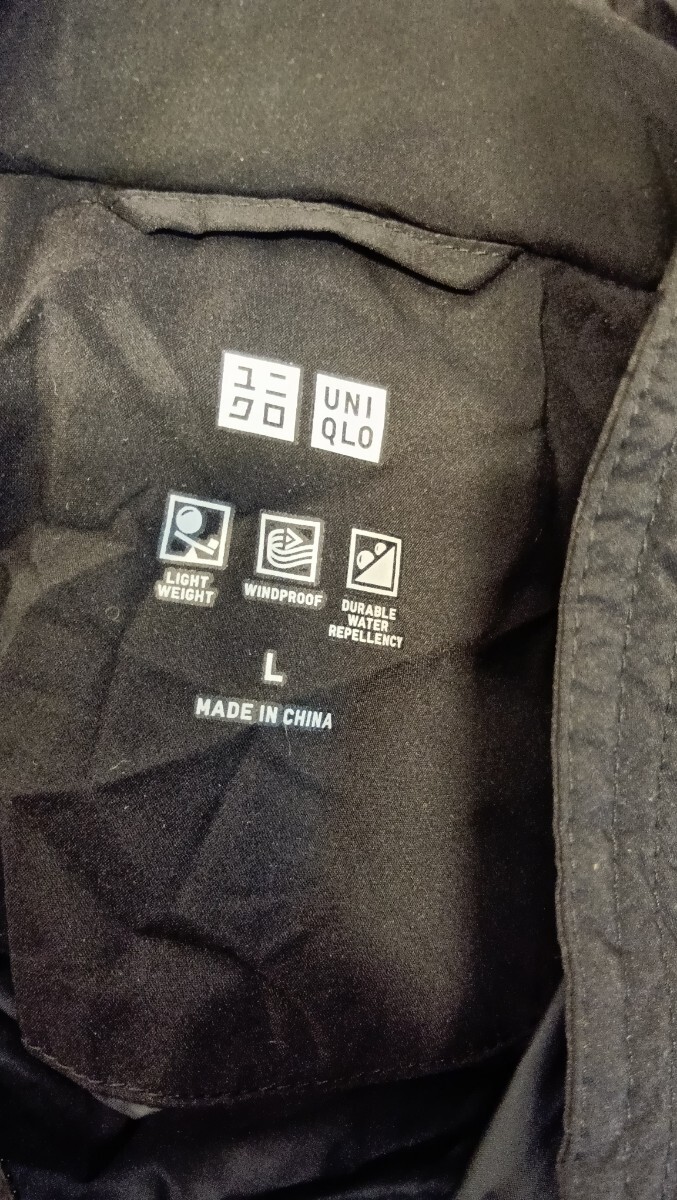 ユニ
クロ
UNI
QLO
LIGHT
WEIGHT
WINDPROOF
DURABLE
WATER
REPELLENCY
L
MADE IN CHINA